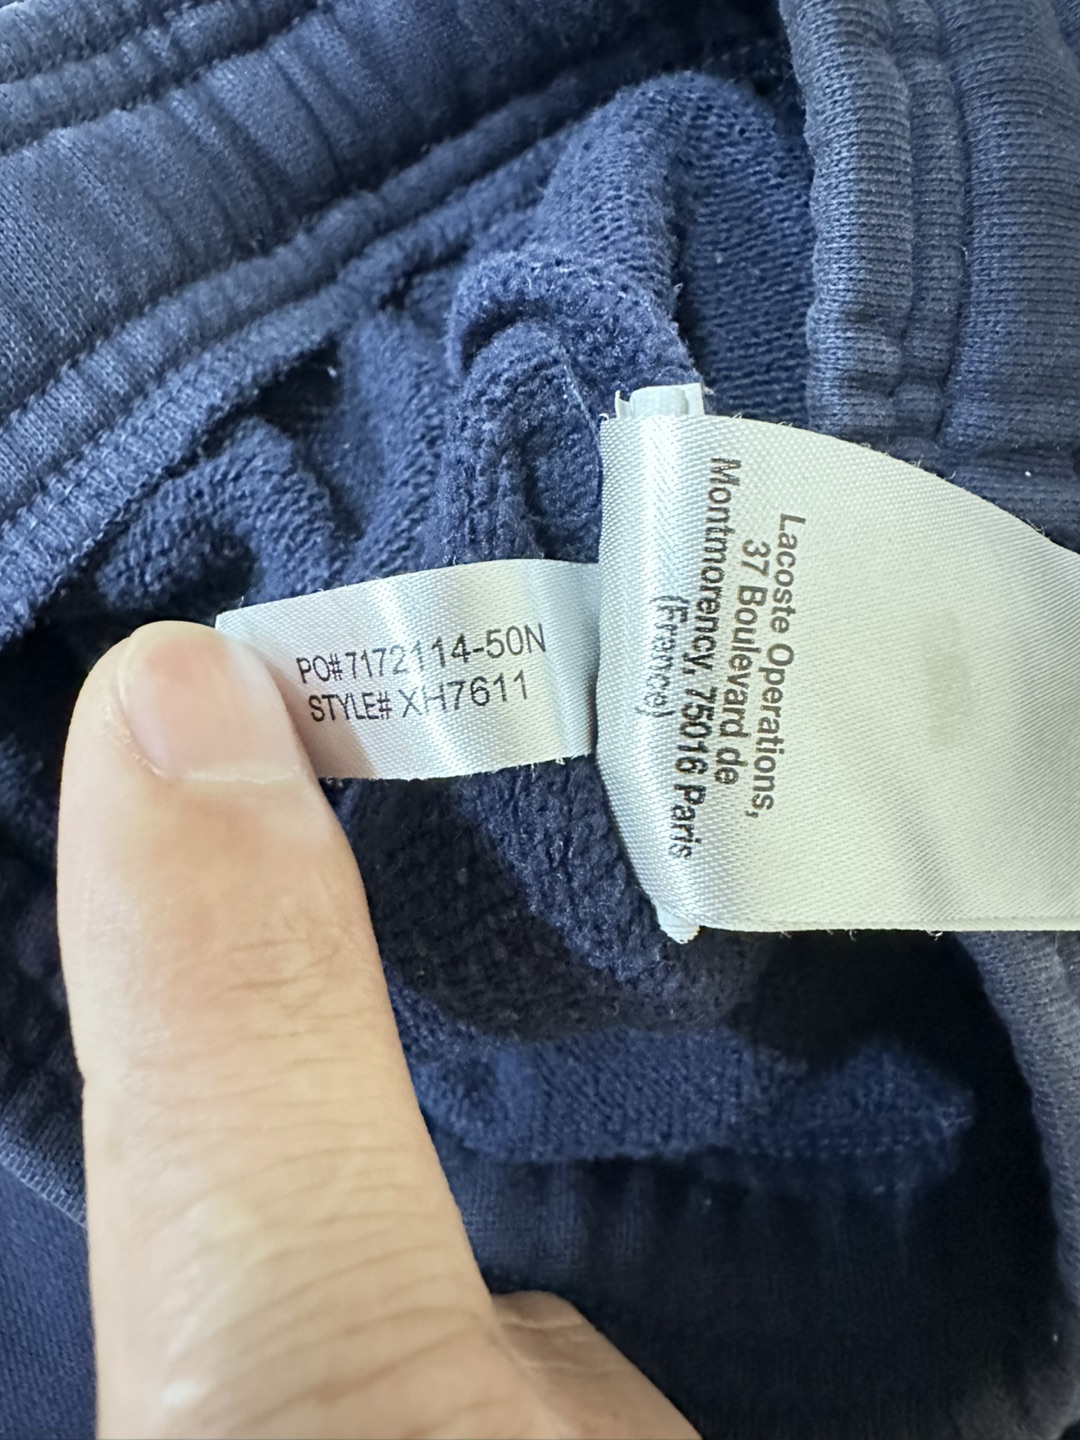 PO# 7172114-50N
STYLE# XH7611
Lacoste Operations,
37 Boulevard de
Montmorency, 75016 Paris
(France)